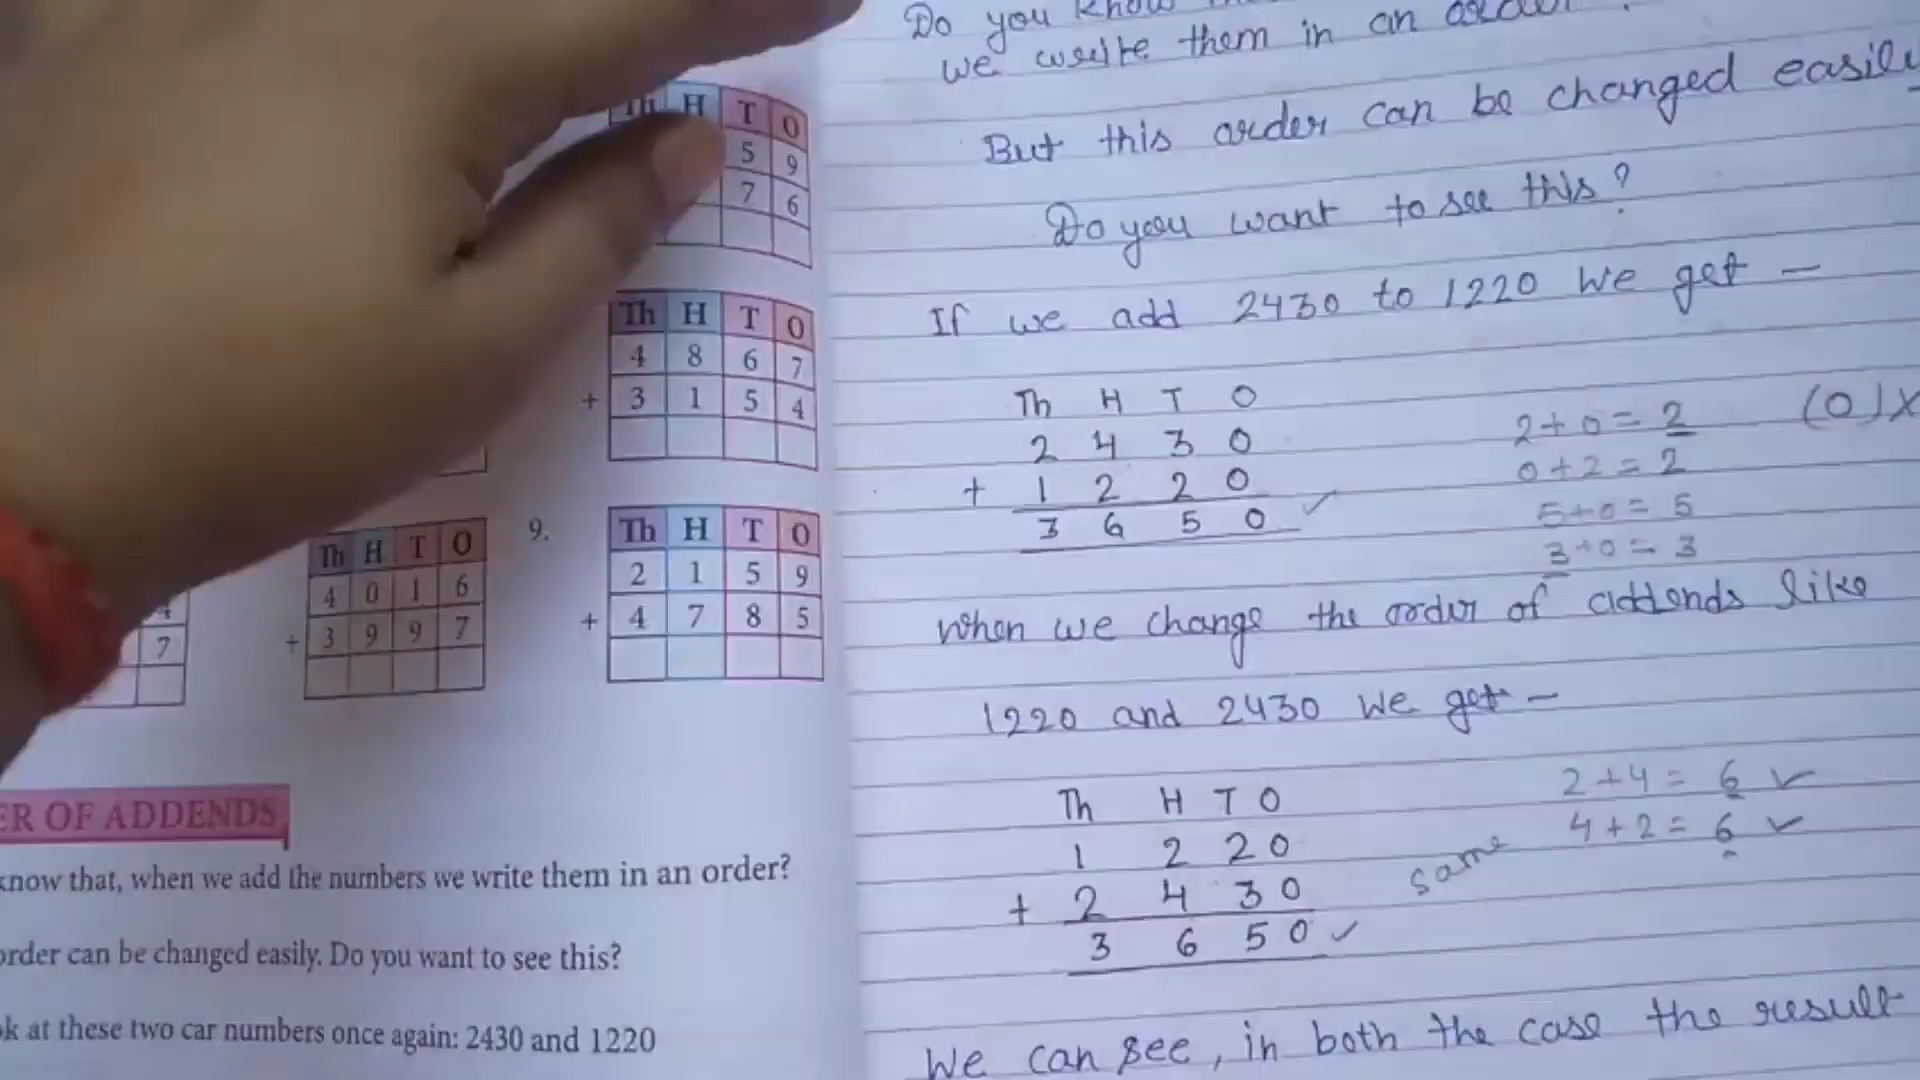 Th H T O
5 9
7 6
Th H T O
4 8 6 7
+ 3 1 5 4
Th H T O
4 0 1 6
+ 3 9 9 7
7
9.
Th H T O
2 1 5 9
+ 4 7 8 5
ER OF ADDENDS
know that, when we add the numbers we write them in an order?
order can be changed easily. Do you want to see this?
ok at these two car numbers once again: 2430 and 1220
Do you know
we write them in an order
But this order can be changed easily
Do you want to see this?
If we add 2430 to 1220 we get -
Th H T O
2 4 3 0
+ 1 2 2 0
3 6 5 0 ✓
2+0=2 (0)X
0+2=2
5+0=5
3+0=3
when we change the order of addends like
1220 and 2430 we get -
Th H T O
1 2 2 0
+ 2 4 3 0
3 6 5 0 ✓
2+4=6 ✓
4+2=6 ✓
same
We can see, in both the case the result